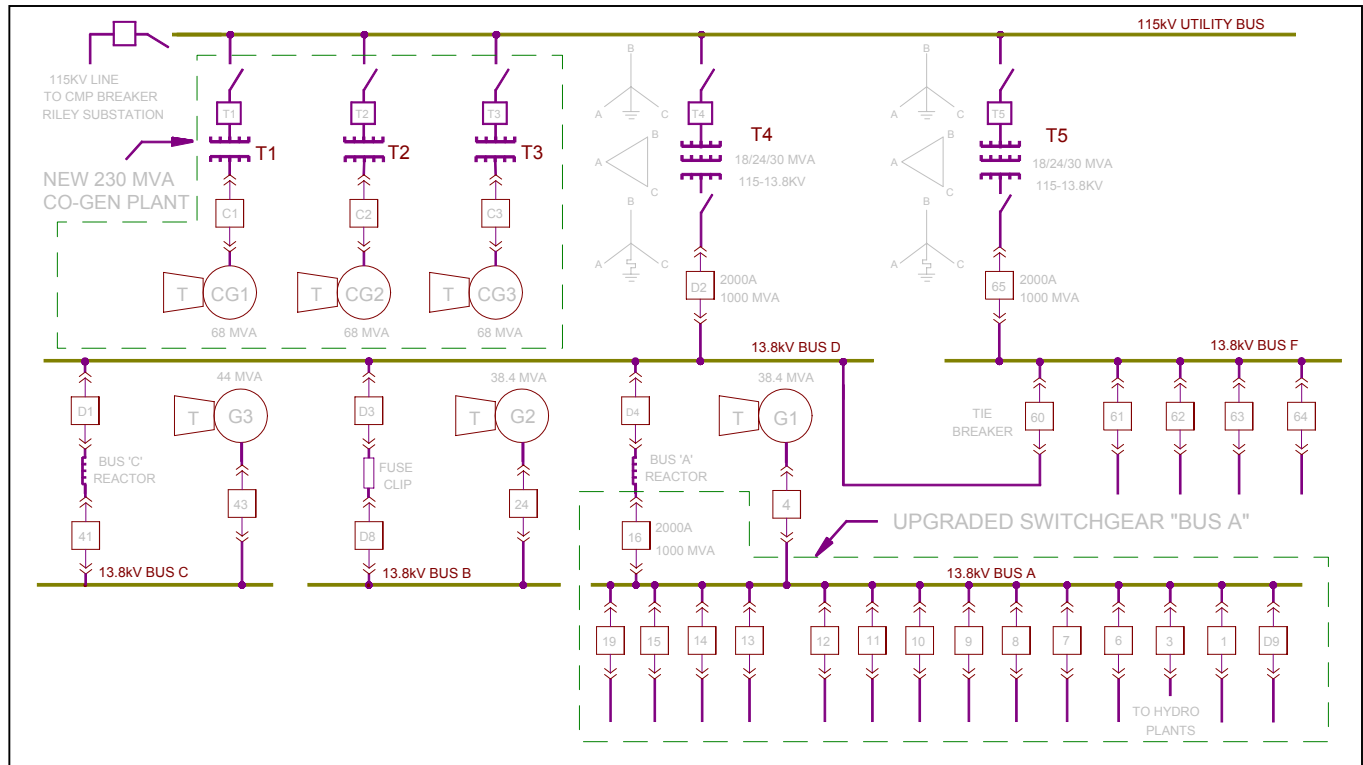 115kV UTILITY BUS
115KV LINE
TO CMP BREAKER
RILEY SUBSTATION
NEW 230 MVA
CO-GEN PLANT
T1
T2
T3
T4
T5
T1
T2
T3
T4
18/24/30 MVA
115-13.8KV
T5
18/24/30 MVA
115-13.8KV
B
A
C
B
A
C
B
A
C
B
A
C
B
A
C
B
A
C
C1
C2
C3
T
CG1
T
CG2
T
CG3
68 MVA
68 MVA
68 MVA
D2
2000A
1000 MVA
65
2000A
1000 MVA
13.8kV BUS D
13.8kV BUS F
44 MVA
38.4 MVA
38.4 MVA
D1
T
G3
D3
T
G2
D4
T
G1
TIE
BREAKER
60
61
62
63
64
BUS 'C'
REACTOR
FUSE
CLIP
BUS 'A'
REACTOR
43
24
4
41
D8
16
2000A
1000 MVA
UPGRADED SWITCHGEAR "BUS A"
13.8kV BUS C
13.8kV BUS B
13.8kV BUS A
19
15
14
13
12
11
10
9
8
7
6
3
1
D9
TO HYDRO
PLANTS